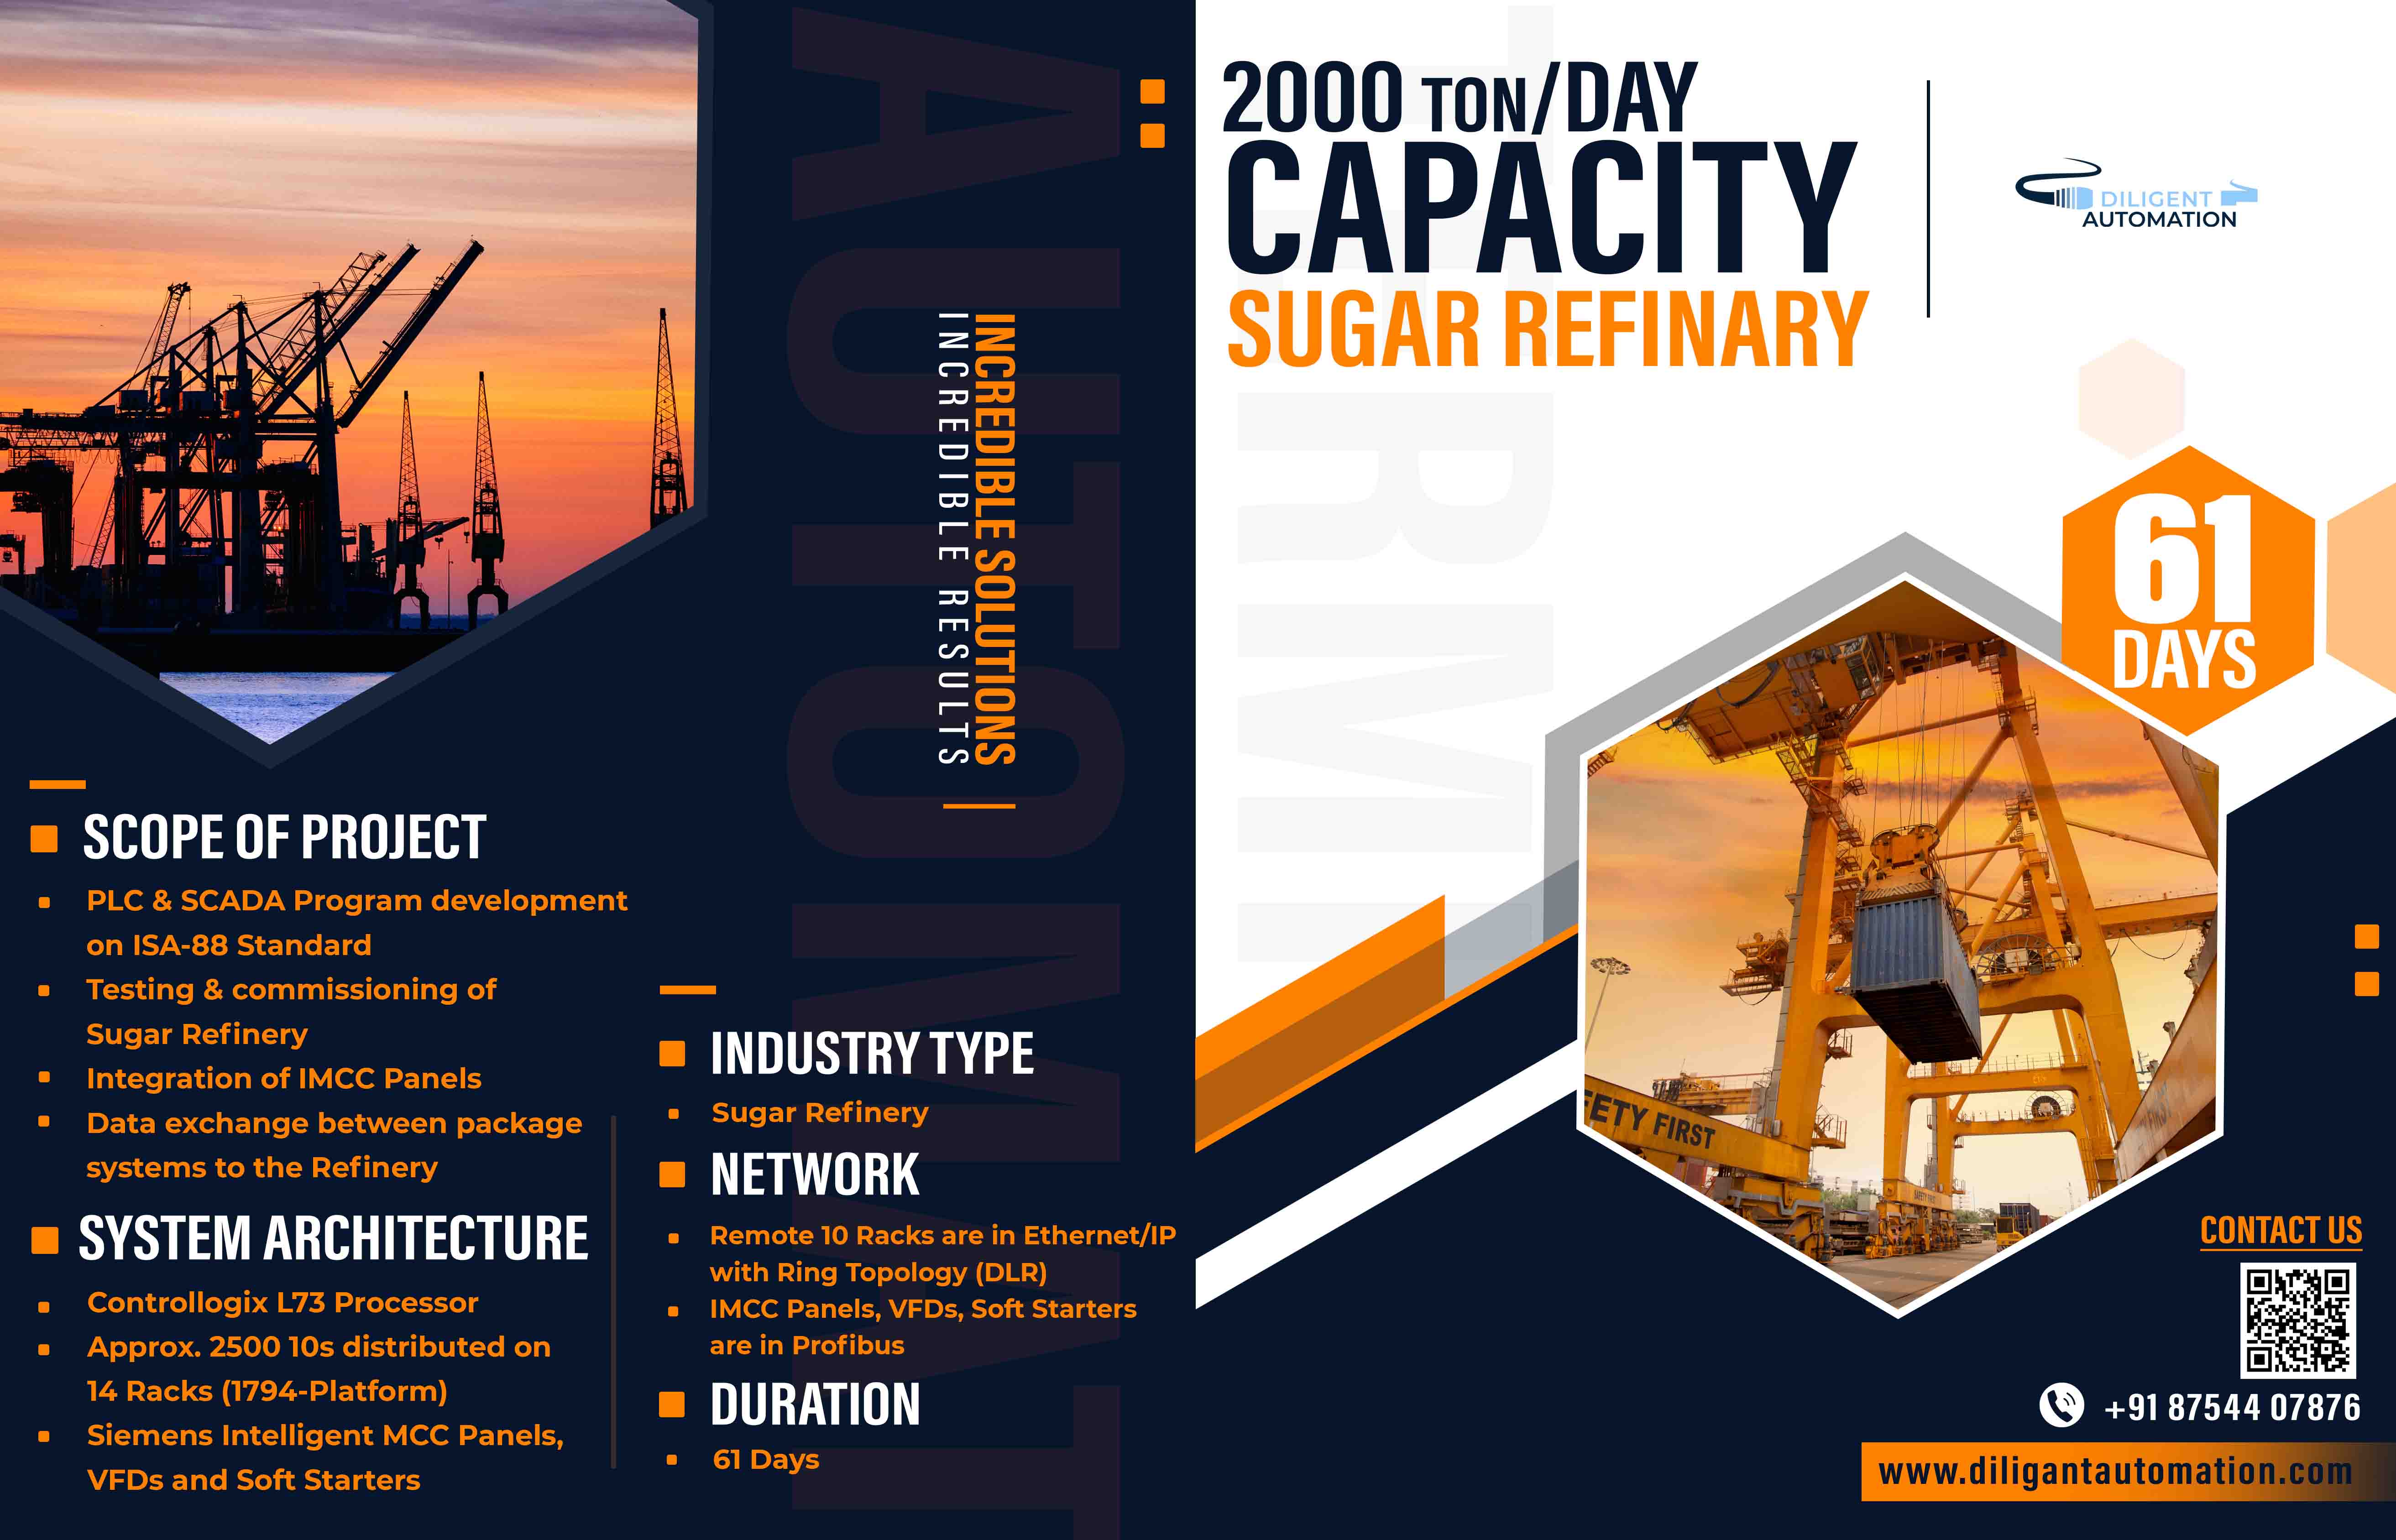 INCREDIBLE SOLUTIONS
INCREDIBLE RESULTS
SCOPE OF PROJECT
PLC & SCADA Program development
on ISA-88 Standard
Testing & commissioning of
Sugar Refinery
Integration of IMCC Panels
Data exchange between package
systems to the Refinery
SYSTEM ARCHITECTURE
Controllogix L73 Processor
Approx. 2500 10s distributed on
14 Racks (1794-Platform)
Siemens Intelligent MCC Panels,
VFDs and Soft Starters
INDUSTRY TYPE
Sugar Refinery
NETWORK
Remote 10 Racks are in Ethernet/IP
with Ring Topology (DLR)
IMCC Panels, VFDs, Soft Starters
are in Profibus
DURATION
61 Days
2000 TON/DAY
CAPACITY
SUGAR REFINARY
DILIGENT
AUTOMATION
61
DAYS
FETY FIRST
CONTACT US
+91 87544 07876
www.diligantautomation.com